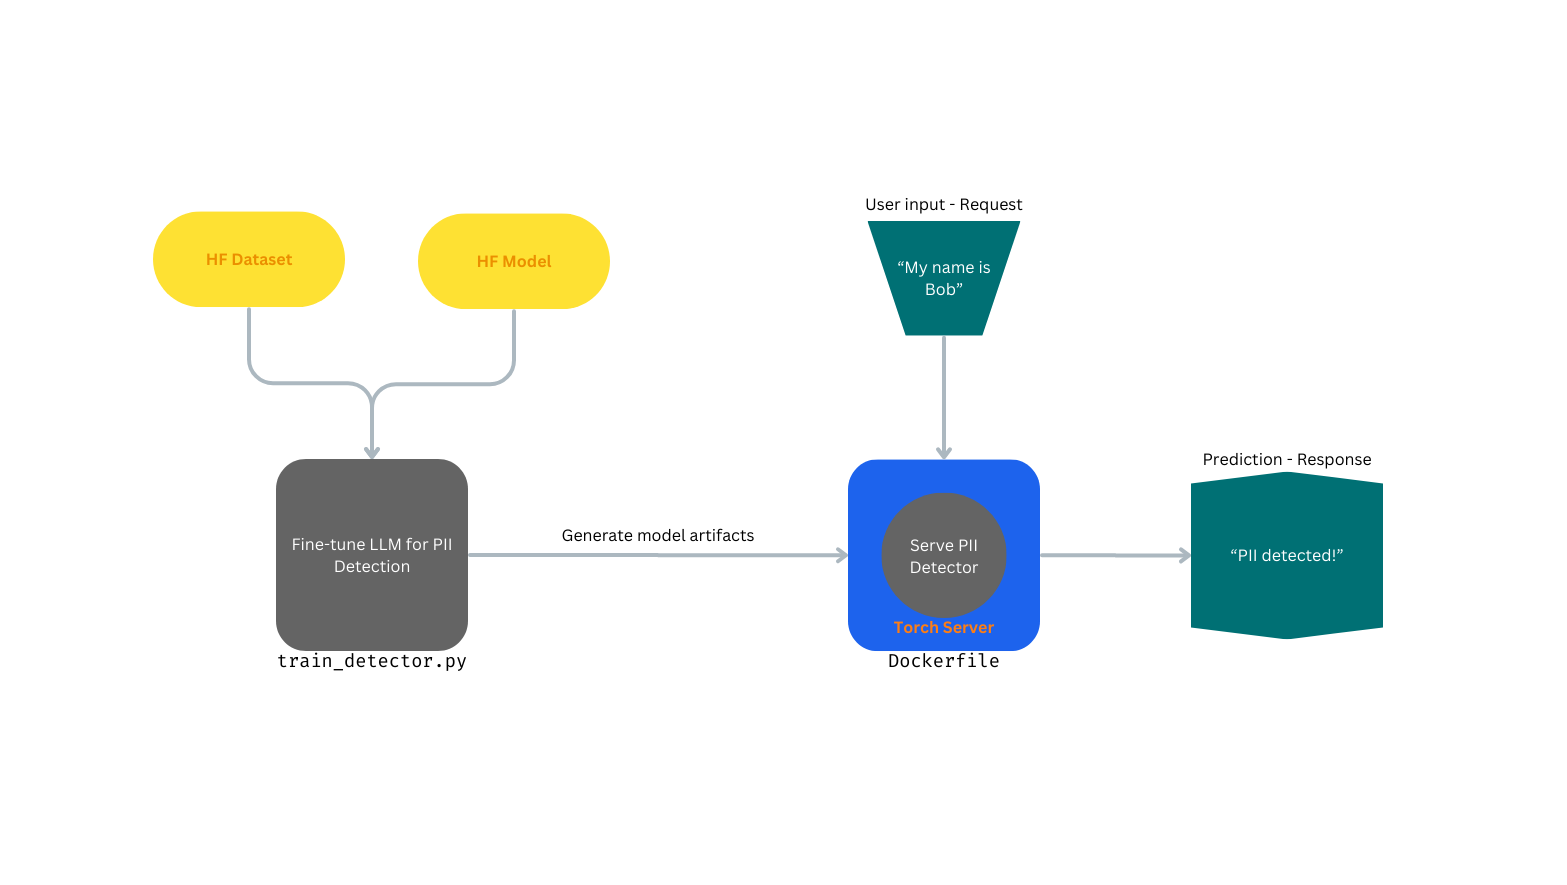 User input - Request
HF Dataset
HF Model
“My name is
Bob”
Prediction - Response
Fine-tune LLM for PII
Detection
Generate model artifacts
Serve PII
Detector
“PII detected!”
Torch Server
train_detector.py
Dockerfile